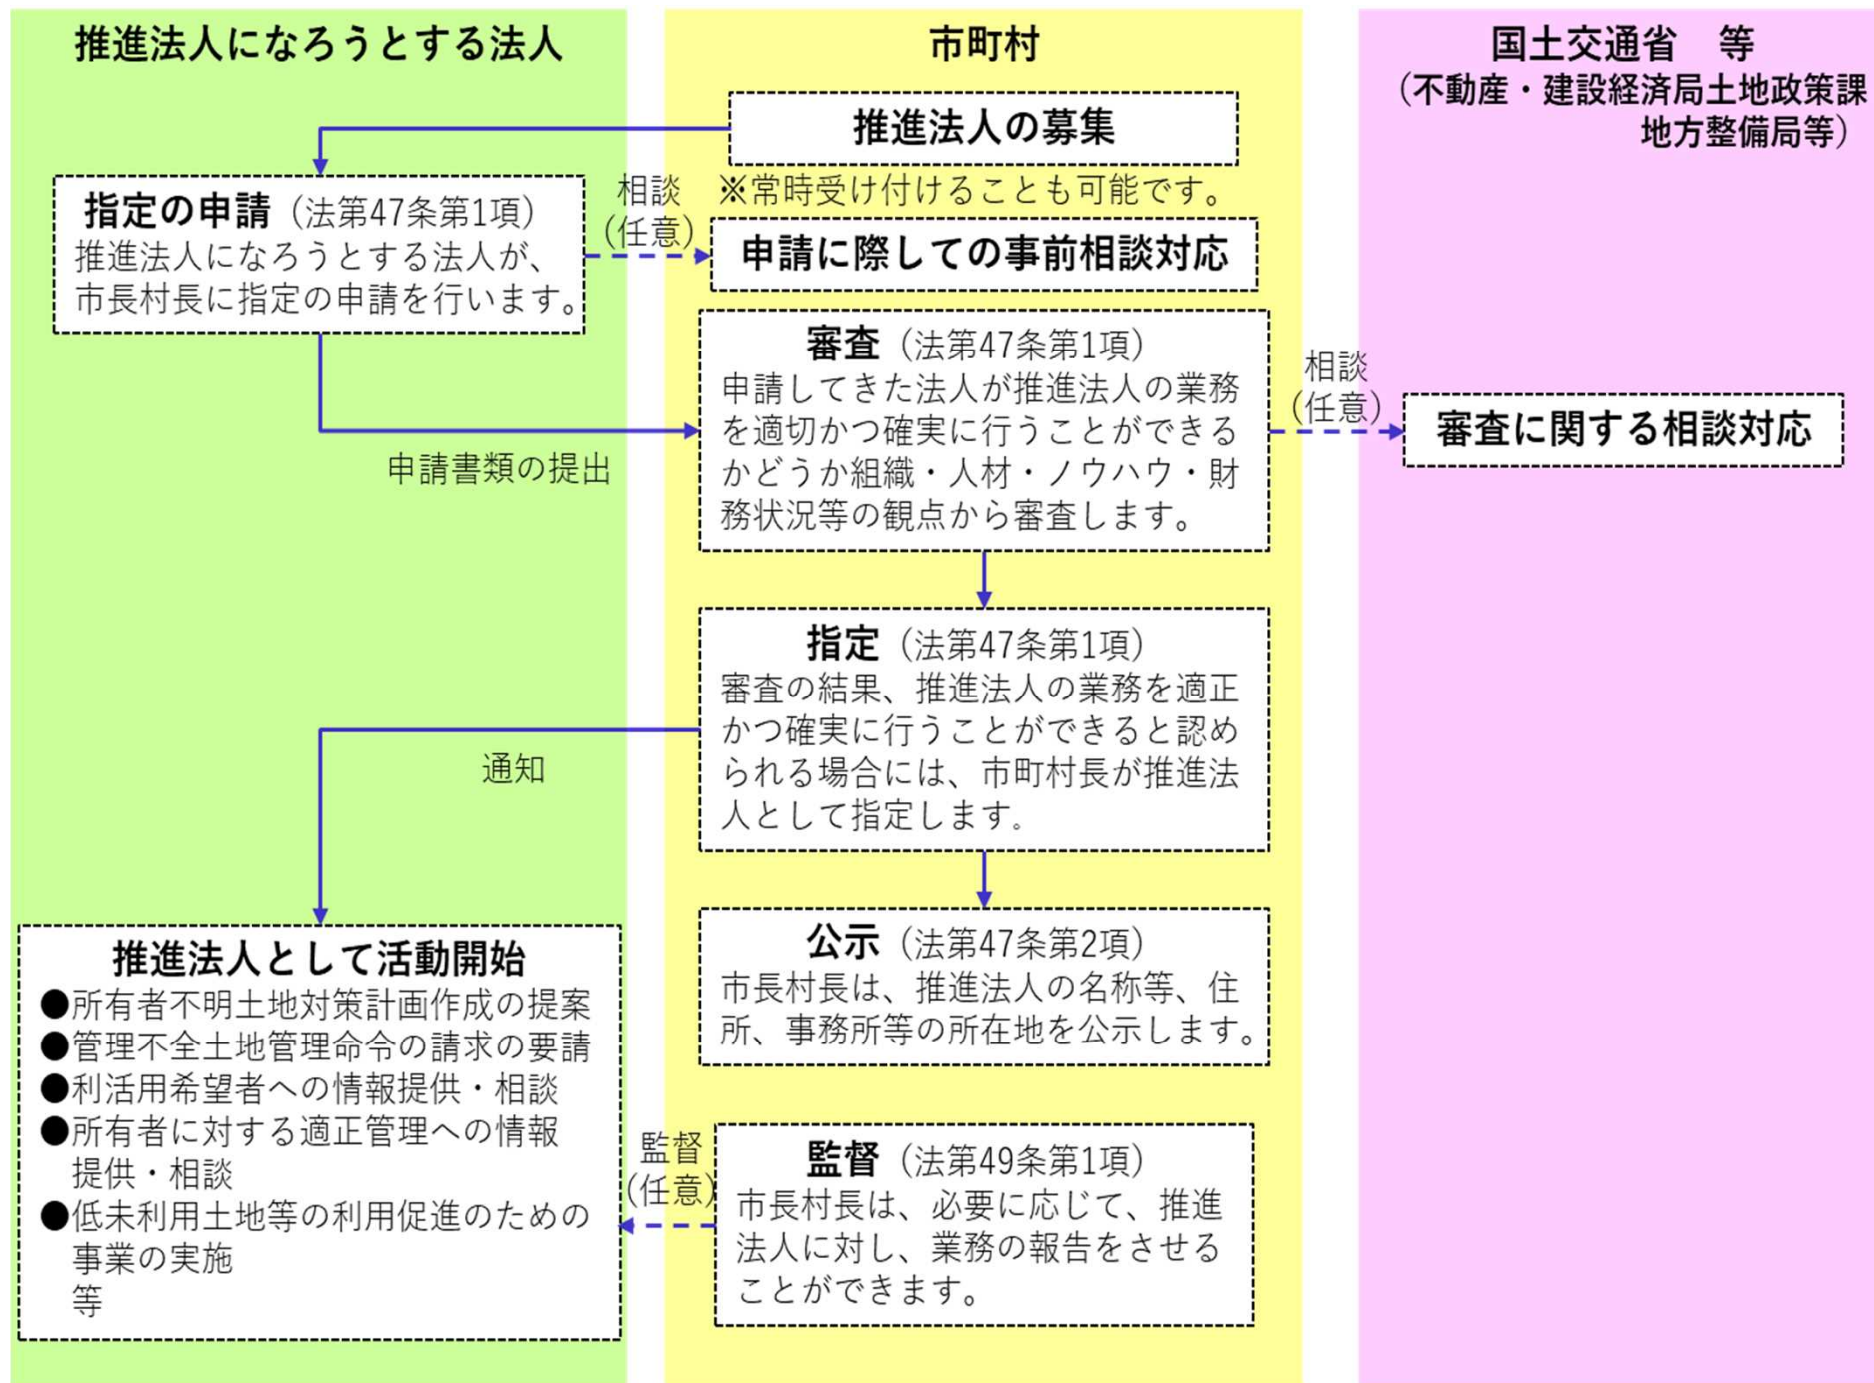 推進法人になろうとする法人
市町村
国土交通省　等
（不動産・建設経済局土地政策課
地方整備局等）
推進法人の募集
※常時受け付けることも可能です。
指定の申請（法第47条第1項）
推進法人になろうとする法人が、
市長村長に指定の申請を行います。
相談
（任意）
申請に際しての事前相談対応
申請書類の提出
審査（法第47条第1項）
申請してきた法人が推進法人の業務
を適切かつ確実に行うことができる
かどうか組織・人材・ノウハウ・財
務状況等の観点から審査します。
相談
（任意）
審査に関する相談対応
指定（法第47条第1項）
審査の結果、推進法人の業務を適正
かつ確実に行うことができると認め
られる場合には、市町村長が推進法
人として指定します。
通知
公示（法第47条第2項）
市長村長は、推進法人の名称等、住
所、事務所等の所在地を公示します。
推進法人として活動開始
●所有者不明土地対策計画作成の提案
●管理不全土地管理命令の請求の要請
●利活用希望者への情報提供・相談
●所有者に対する適正管理への情報
提供・相談
●低未利用土地等の利用促進のための
事業の実施
等
監督
（任意）
監督（法第49条第1項）
市長村長は、必要に応じて、推進
法人に対し、業務の報告をさせる
ことができます。